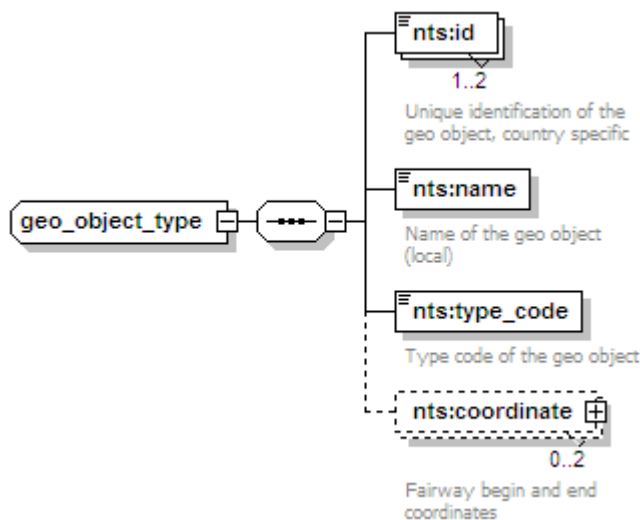 nts:id
1..2
Unique identification of the
geo object, country specific
nts:name
Name of the geo object
(local)
geo_object_type
nts:type_code
Type code of the geo object
nts:coordinate
0..2
Fairway begin and end
coordinates